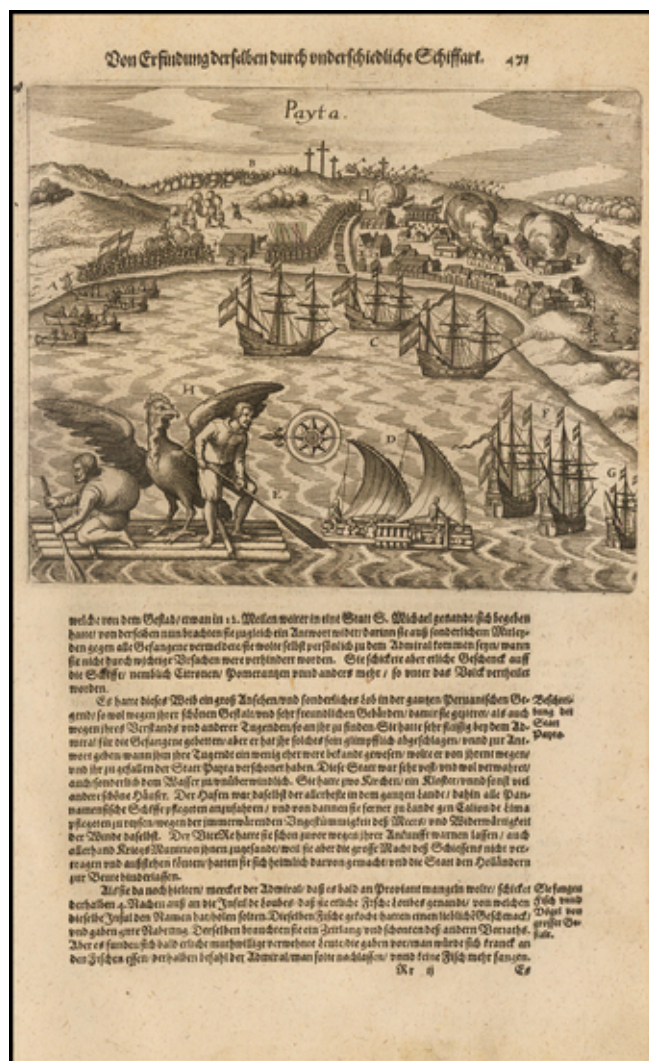 Von Erfindung derselben durch vnderschiedliche Schiffart. 471
Payta.
B
A
C
H
D
F
E
G
welche von dem Gestad/ etwan in 12. Meilen weiter in eine Statt S. Michael genandt/ sich begeben
hatte/ von derselben nun brachten sie zugleich ein Antwort wider/ darinn sie auß sonderlichem Mitley-
den gegen alle Gefangene vermeldete/ sie wolte selbst persönlich zu dem Admiral kommen seyn/ wann
sie nicht durch wichtige Vrsachen were verhindert worden. Sie schickete aber etliche Geschenck auff
die Schiffe/ nemblich Citronen/ Pomerantzen vnnd anders mehr/ so vnter das Volck vertheilet
worden.
Es hatte dieses Weib ein groß Ansehen/ vnd sonderliches Lob in der gantzen Peruanischen Ge-
gend/ so wol wegen ihrer schönen Gestalt/ vnd sehr freundlichen Gebärden/ damit sie gezieret/ als auch
wegen ihres Verstands vnd anderer Tugenden/ so an ihr zu finden. Sie hatte sehr fleissig bey dem Ad-
miral für die Gefangene gebetten/ aber er hat ihr solches sein glimpfflich abgeschlagen/ vnnd zur Ant-
wort geben/ wann ihm ihre Tugende ein wenig eher were bekandt gewesen/ wolte er von ihrent wegen/
vnd ihr zu gefallen der Statt Payta verschonet haben. Diese Statt war sehr vest/ vnd wol verwahret/
auch sonderlich dem Wasser zu vnüberwindlich. Sie hatte zwo Kirchen/ ein Kloster/ vnnd sonst viel
andere schöne Häuser. Der Hafen war daselbst der allerbeste in dem gantzen Lande/ dahin alle Pan-
namensische Schiffe pflegeten anzufahren/ vnd von dannen sie ferner zu Lande gen Calion de Lima
pflegeten zu reysen/ wegen der immerwärenden Vngestümmigkeit deß Meers/ vnd Widerwärtigkeit
der Winde daselbst. Der Vice Re hatte sie schon zuvor wegen ihrer Ankunfft warnen lassen/ auch
allerhand Kriegs Munition ihnen zugesandt/ weil sie aber die grosse Macht deß Schiessens nicht ver-
tragen vnd außstehen können/ hatten sie sich heimlich darvon gemacht/ vnd die Statt den Holländern
zur Beute hinderlassen.
Beschrei-
bung der
Statt
Payta.
Als sie da noch hielten/ mercket der Admiral/ daß es bald an Proviant mangeln wolte/ schicket
derhalben 4. Nachen auß an die Insul de Loubes/ daß sie etliche Fische Loubes genandt/ von welchen
dieselbe Insul den Namen hat/ holen solten. Dieselben Fische gekocht hatten einen lieblichen Geschmack/
vnd gaben gute Nahrung. Derselben brauchten sie ein Zeitlang/ vnd schonten deß andern Vorraths.
Aber es funden sich bald etliche muthwillige verwehnte Leute/ die gaben vor/ man würde sich kranck an
den Fischen essen/ derhalben befahl der Admiral/ man solte nachlassen/ vnnd keine Fisch mehr fangen.
Sie fangen
Fisch vnnd
Vögel von
grosser Ge-
stalt.
Rr ij Es